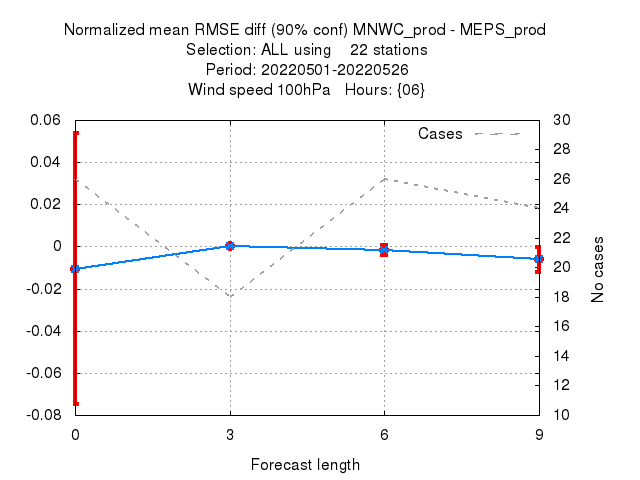 Normalized mean RMSE diff (90% conf) MNWC_prod - MEPS_prod
Selection: ALL using 22 stations
Period: 20220501-20220526
Wind speed 100hPa Hours: {06}
0.06
0.04
0.02
0
-0.02
-0.04
-0.06
-0.08
Cases
30
28
26
24
22
20
18
16
14
12
10
No cases
0 3 6 9
Forecast length